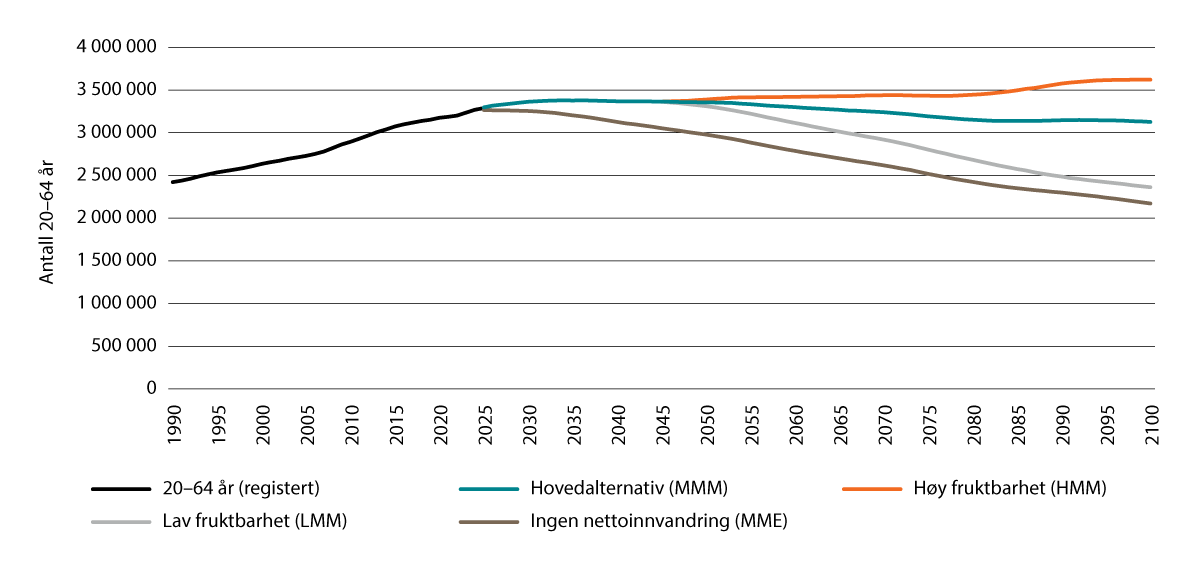 4 000 000
3 500 000
3 000 000
2 500 000
2 000 000
1 500 000
1 000 000
500 000
0
Antall 20–64 år
1990 1995 2000 2005 2010 2015 2020 2025 2030 2035 2040 2045 2050 2055 2060 2065 2070 2075 2080 2085 2090 2095 2100
20–64 år (registert) Hovedalternativ (MMM) Høy fruktbarhet (HMM)
Lav fruktbarhet (LMM) Ingen nettoinnvandring (MME)